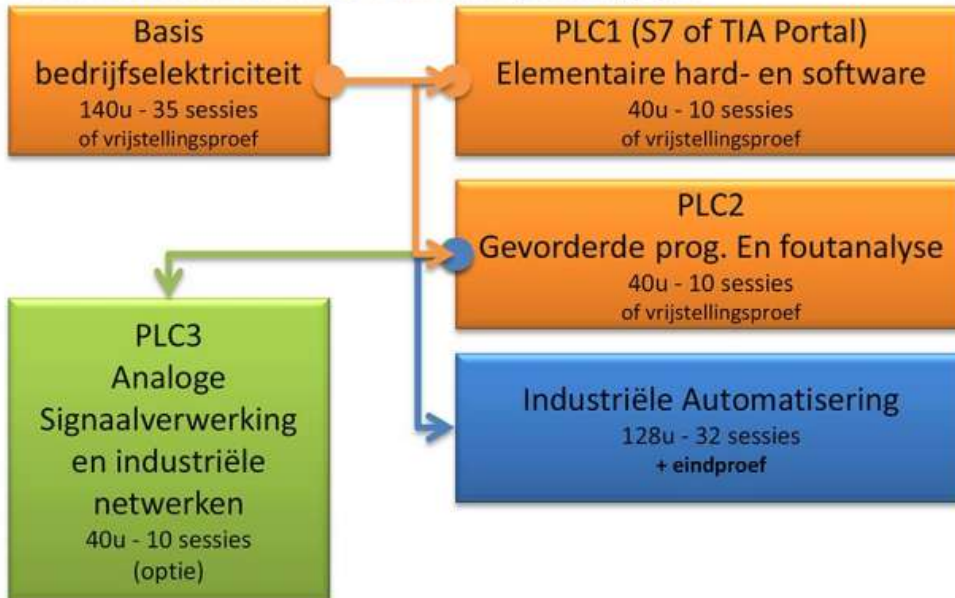 Basis
bedrijfselektriciteit
140u - 35 sessies
of vrijstellingsproef
PLC1 (S7 of TIA Portal)
Elementaire hard- en software
40u - 10 sessies
of vrijstellingsproef
PLC2
Gevorderde prog. En foutanalyse
40u - 10 sessies
of vrijstellingsproef
PLC3
Analoge
Signaalverwerking
en industriële
netwerken
40u - 10 sessies
(optie)
Industriële Automatisering
128u - 32 sessies
+ eindproef